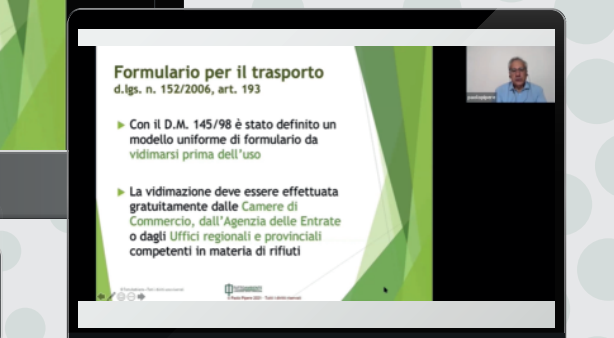 Formulario per il trasporto
d.lgs. n. 152/2006, art. 193
Con il D.M. 145/98 è stato definito un
modello uniforme di formulario da
vidimarsi prima dell'uso
La vidimazione deve essere effettuata
gratuitamente dalle Camere di
Commercio, dall'Agenzia delle Entrate
o dagli Uffici regionali e provinciali
competenti in materia di rifiuti